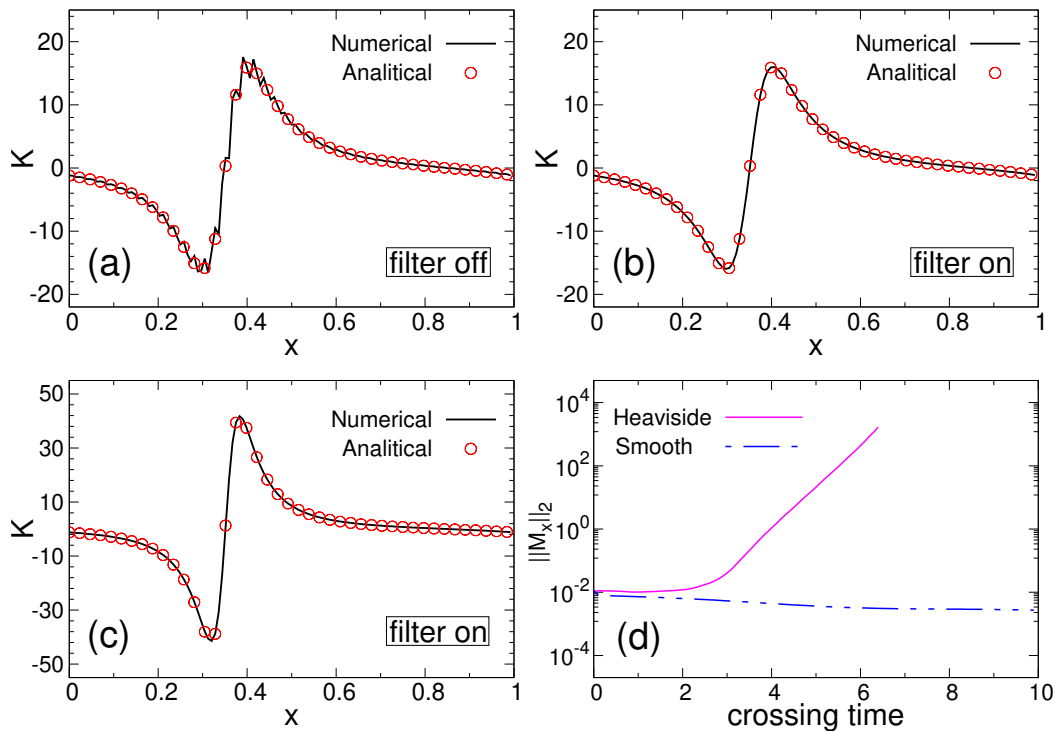 20
10
0
-10
-20
K
Numerical
Analitical
(a)
filter off
0 0.2 0.4 0.6 0.8 1
x
20
10
0
-10
-20
K
Numerical
Analitical
(b)
filter on
0 0.2 0.4 0.6 0.8 1
x
50
30
10
-10
-30
-50
K
Numerical
Analitical
(c)
filter on
0 0.2 0.4 0.6 0.8 1
x
10^4
10^2
10^0
10^-2
10^-4
||M_x||_2
Heaviside
Smooth
(d)
0 2 4 6 8 10
crossing time